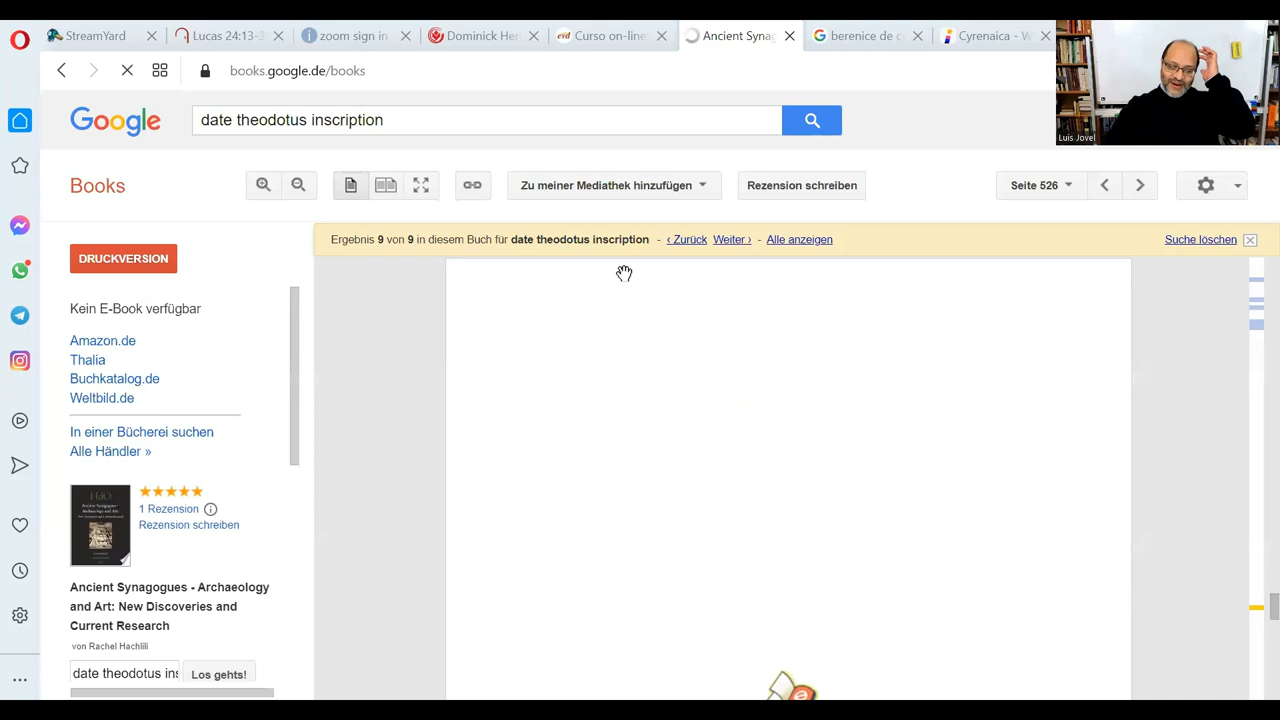 StreamYard
Lucas 24:13-3
zoom s
Dominick Her
Curso on-line
Ancient Synag
berenice de c
Cyrenaica - W
books.google.de/books
Luis Jovel
Google
date theodotus inscription
Books
Zu meiner Mediathek hinzufügen
Rezension schreiben
Seite 526
Ergebnis 9 von 9 in diesem Buch für date theodotus inscription - ‹ Zurück Weiter › - Alle anzeigen
Suche löschen
DRUCKVERSION
Kein E-Book verfügbar
Amazon.de
Thalia
Buchkatalog.de
Weltbild.de
In einer Bücherei suchen
Alle Händler »
1 Rezension
Rezension schreiben
Ancient Synagogues - Archaeology
and Art: New Discoveries and
Current Research
von Rachel Hachlili
date theodotus ins
Los gehts!